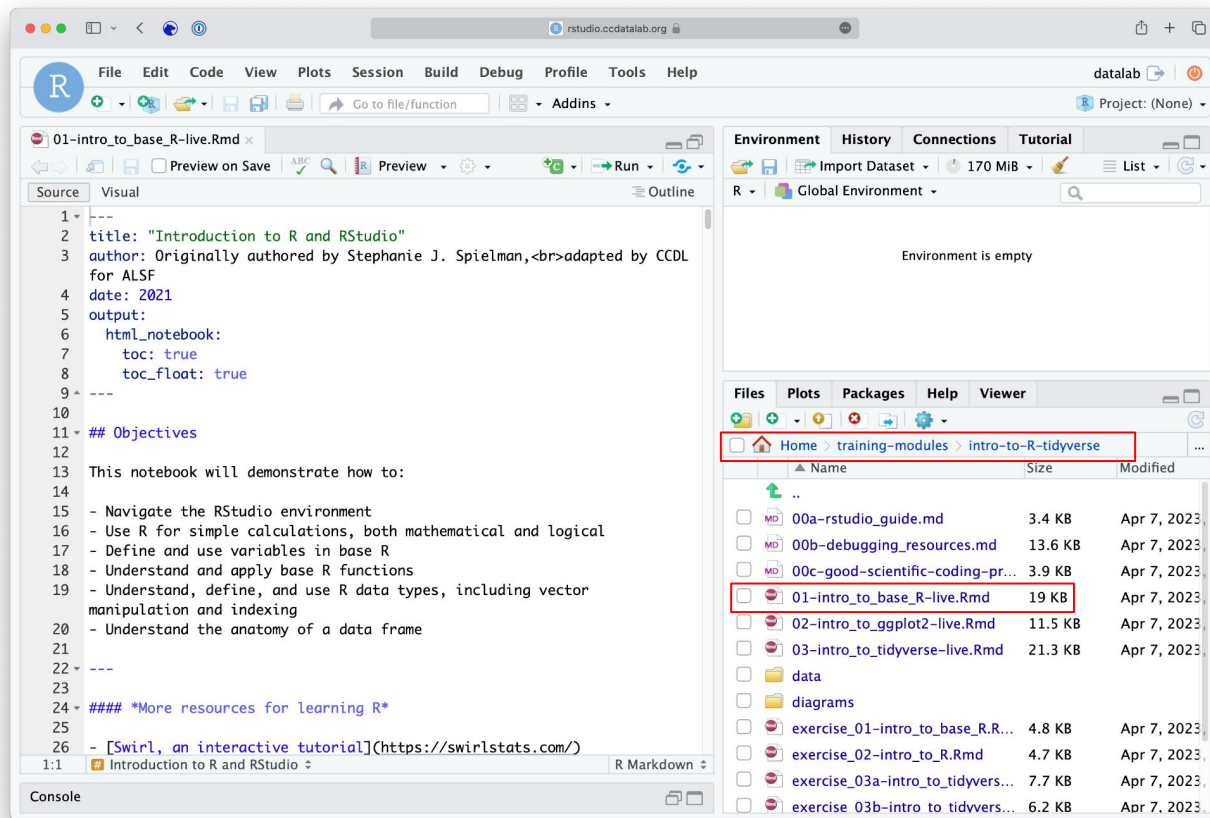 rstudio.ccdatalab.org
File Edit Code View Plots Session Build Debug Profile Tools Help
datalab
R
Go to file/function
Addins
Project: (None)
01-intro_to_base_R-live.Rmd
Preview on Save
ABC
Preview
Run
Source Visual
Outline
1 ---
2 title: "Introduction to R and RStudio"
3 author: Originally authored by Stephanie J. Spielman,<br>adapted by CCDL
for ALSF
4 date: 2021
5 output:
6 html_notebook:
7 toc: true
8 toc_float: true
9 ---
10
11 ## Objectives
12
13 This notebook will demonstrate how to:
14
15 - Navigate the RStudio environment
16 - Use R for simple calculations, both mathematical and logical
17 - Define and use variables in base R
18 - Understand and apply base R functions
19 - Understand, define, and use R data types, including vector
manipulation and indexing
20 - Understand the anatomy of a data frame
21
22 ---
23
24 #### *More resources for learning R*
25
26 - [Swirl, an interactive tutorial](https://swirlstats.com/)
1:1 # Introduction to R and RStudio R Markdown
Console
Environment History Connections Tutorial
Import Dataset 170 MiB List
R Global Environment
Environment is empty
Files Plots Packages Help Viewer
Home > training-modules > intro-to-R-tidyverse ...
Name Size Modified
..
MD 00a-rstudio_guide.md 3.4 KB Apr 7, 2023,
MD 00b-debugging_resources.md 13.6 KB Apr 7, 2023,
MD 00c-good-scientific-coding-pr... 3.9 KB Apr 7, 2023,
01-intro_to_base_R-live.Rmd 19 KB Apr 7, 2023,
02-intro_to_ggplot2-live.Rmd 11.5 KB Apr 7, 2023,
03-intro_to_tidyverse-live.Rmd 21.3 KB Apr 7, 2023,
data
diagrams
exercise_01-intro_to_base_R.R... 4.8 KB Apr 7, 2023,
exercise_02-intro_to_R.Rmd 4.7 KB Apr 7, 2023,
exercise_03a-intro_to_tidyvers... 7.7 KB Apr 7, 2023,
exercise_03b-intro_to_tidyvers... 6.2 KB Apr 7, 2023,